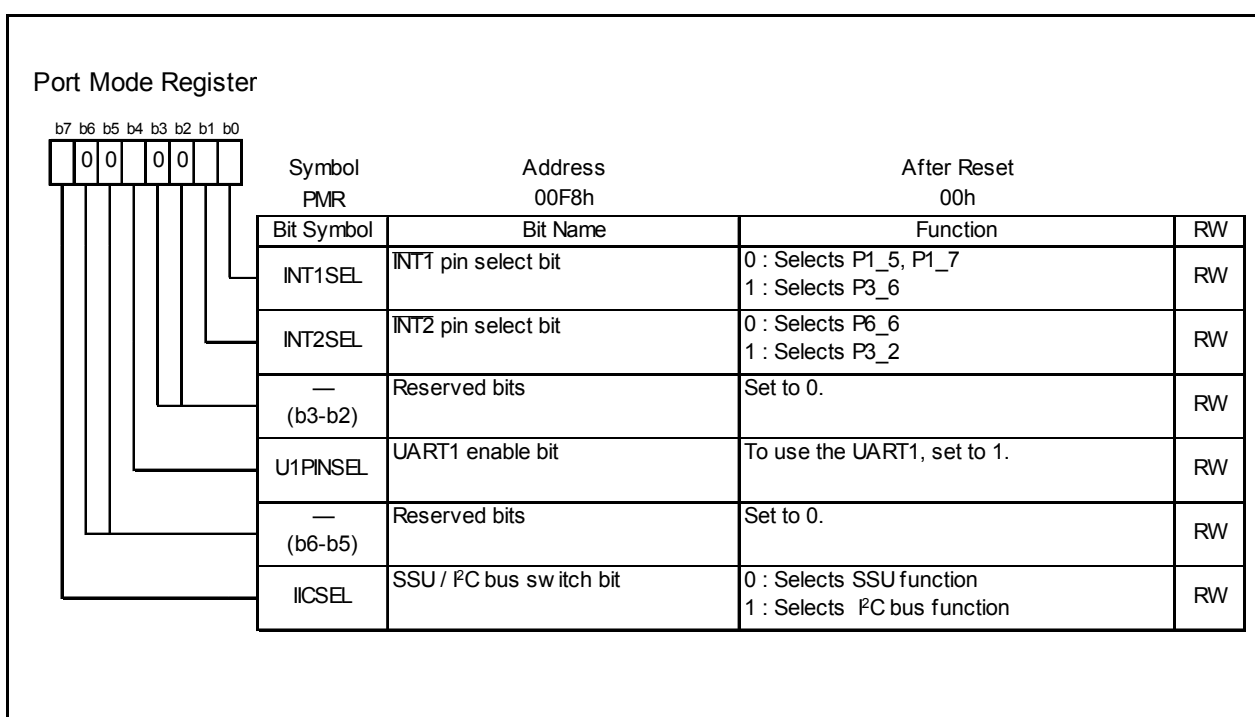 Port Mode Register
b7 b6 b5 b4 b3 b2 b1 b0
0 0 0 0
Symbol Address After Reset
PMR 00F8h 00h
Bit Symbol Bit Name Function RW
INT1SEL INT1 pin select bit 0 : Selects P1_5, P1_7 RW
1 : Selects P3_6
INT2SEL INT2 pin select bit 0 : Selects P6_6 RW
1 : Selects P3_2
— Reserved bits Set to 0. RW
(b3-b2)
U1PINSEL UART1 enable bit To use the UART1, set to 1. RW
— Reserved bits Set to 0. RW
(b6-b5)
IICSEL SSU / I²C bus switch bit 0 : Selects SSU function RW
1 : Selects I²C bus function